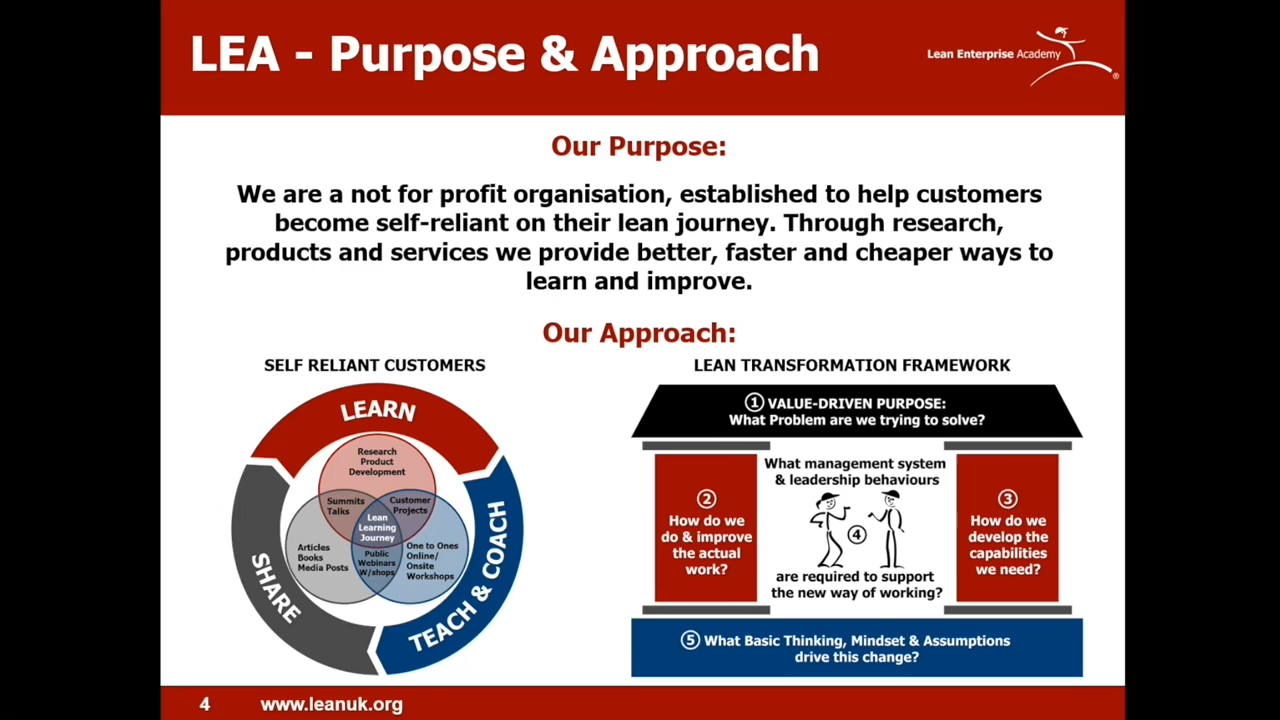 LEA - Purpose & Approach
Lean Enterprise Academy
®
Our Purpose:
We are a not for profit organisation, established to help customers
become self-reliant on their lean journey. Through research,
products and services we provide better, faster and cheaper ways to
learn and improve.
Our Approach:
SELF RELIANT CUSTOMERS
LEARN
Research
Product
Development
Summits
Talks
Customer
Projects
Lean
Learning
Journey
Articles
Books
Media Posts
Public
Webinars
W/shops
One to Ones
Online/
Onsite
Workshops
SHARE
TEACH & COACH
LEAN TRANSFORMATION FRAMEWORK
① VALUE-DRIVEN PURPOSE:
What Problem are we trying to solve?
②
How do we
do & improve
the actual
work?
What management system
& leadership behaviours
④
are required to support
the new way of working?
③
How do we
develop the
capabilities
we need?
⑤ What Basic Thinking, Mindset & Assumptions
drive this change?
4
www.leanuk.org